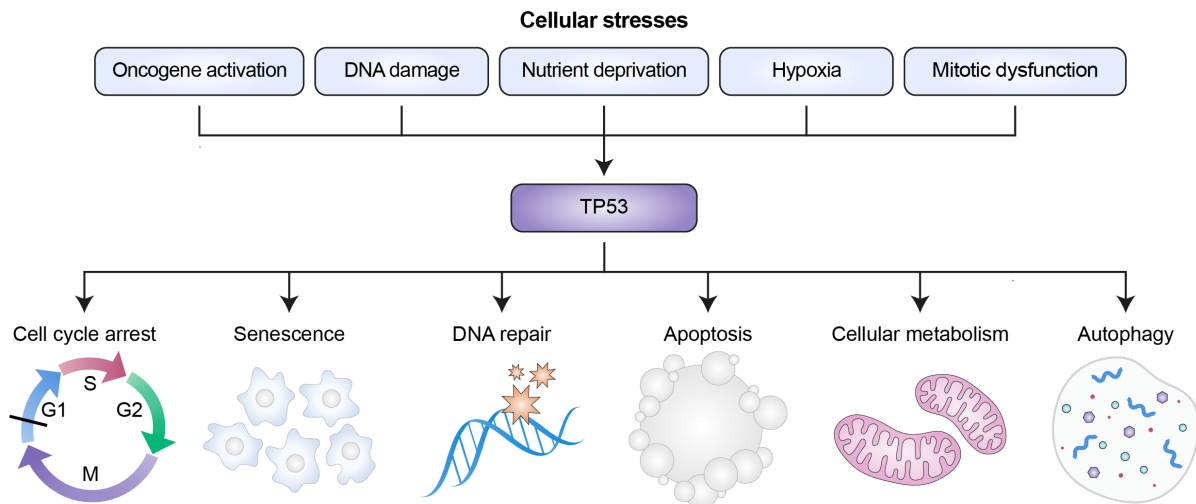 Cellular stresses
Oncogene activation
DNA damage
Nutrient deprivation
Hypoxia
Mitotic dysfunction
TP53
Cell cycle arrest
Senescence
DNA repair
Apoptosis
Cellular metabolism
Autophagy
S
G1
G2
M